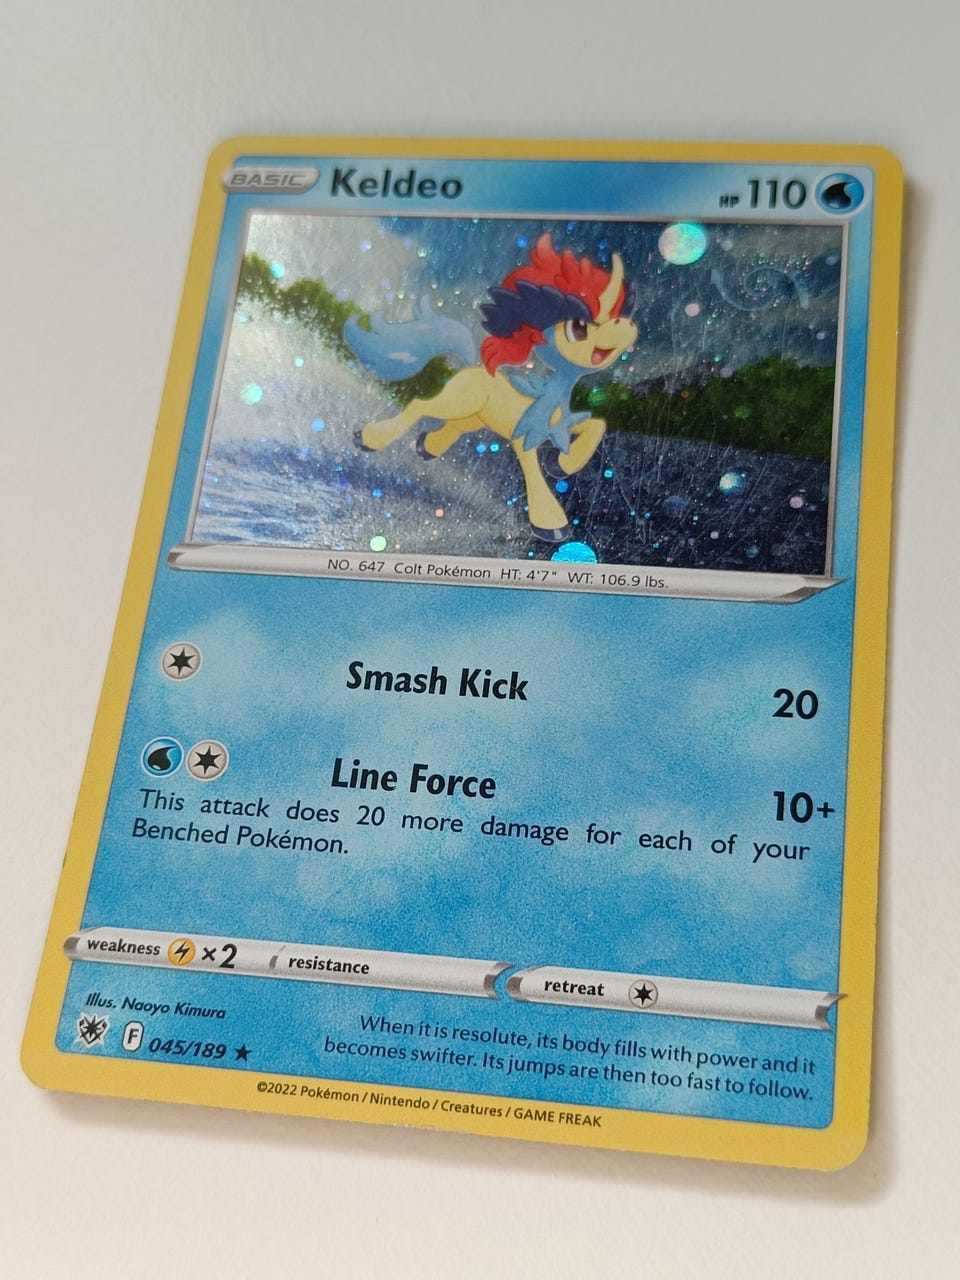 BASIC Keldeo HP 110
NO. 647 Colt Pokémon HT: 4'7" WT: 106.9 lbs.
Smash Kick 20
Line Force 10+
This attack does 20 more damage for each of your
Benched Pokémon.
weakness ×2 resistance retreat
Illus. Naoyo Kimura
F 045/189 ★
When it is resolute, its body fills with power and it
becomes swifter. Its jumps are then too fast to follow.
©2022 Pokémon / Nintendo / Creatures / GAME FREAK